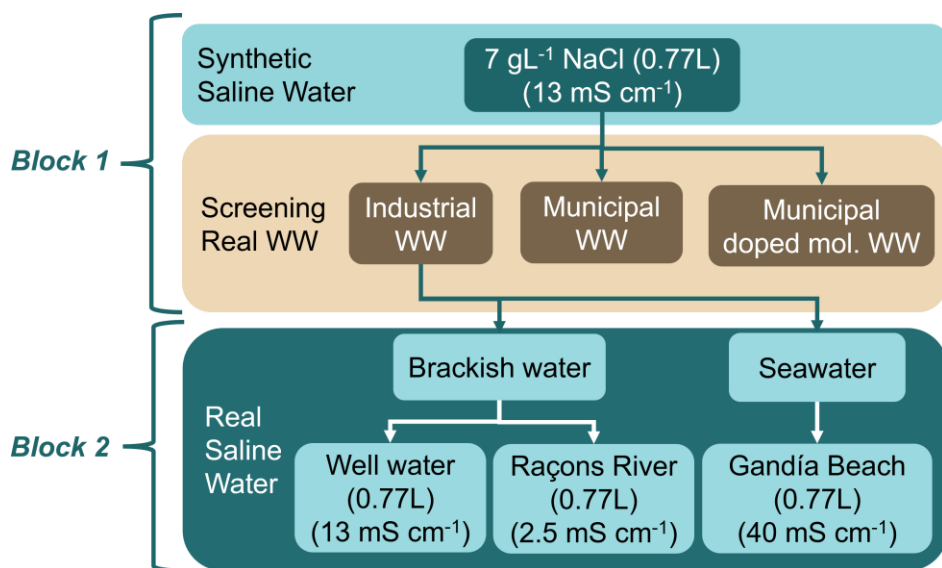 Block 1
Synthetic
Saline Water
7 gL⁻¹ NaCl (0.77L)
(13 mS cm⁻¹)
Screening
Real WW
Industrial
WW
Municipal
WW
Municipal
doped mol. WW
Block 2
Real
Saline
Water
Brackish water
Seawater
Well water
(0.77L)
(13 mS cm⁻¹)
Raçons River
(0.77L)
(2.5 mS cm⁻¹)
Gandía Beach
(0.77L)
(40 mS cm⁻¹)